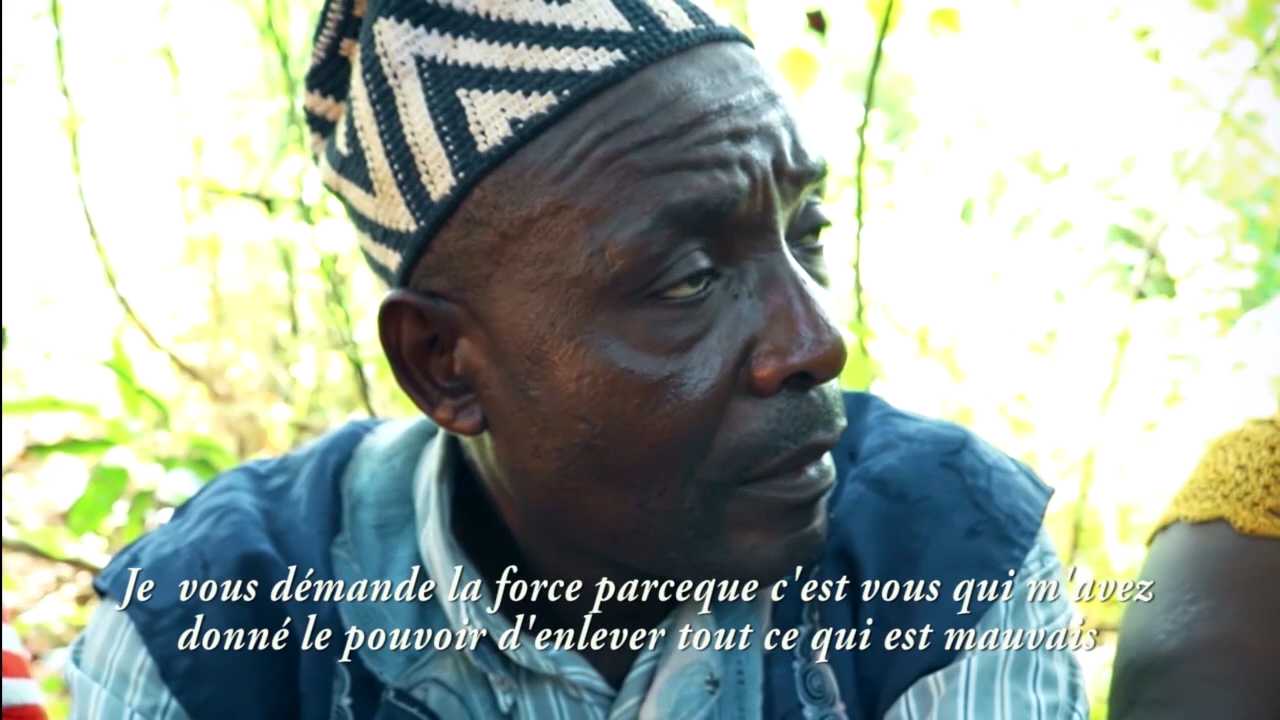 Je vous démande la force parceque c'est vous qui m'avez
donné le pouvoir d'enlever tout ce qui est mauvais